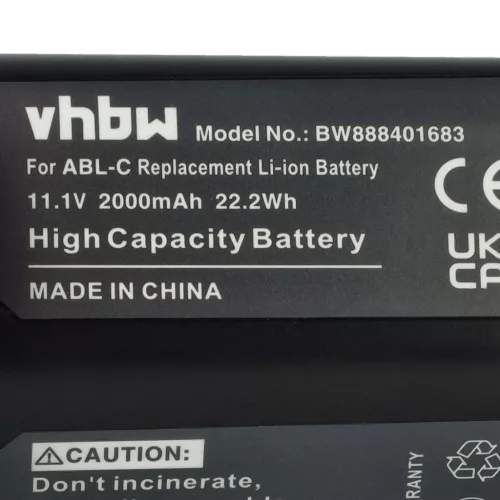 vhbw Model No.: BW888401683
For ABL-C Replacement Li-ion Battery
11.1V 2000mAh 22.2Wh
High Capacity Battery
MADE IN CHINA
CE
UK
CA
CAUTION:
Don't incinerate,
WARRANTY